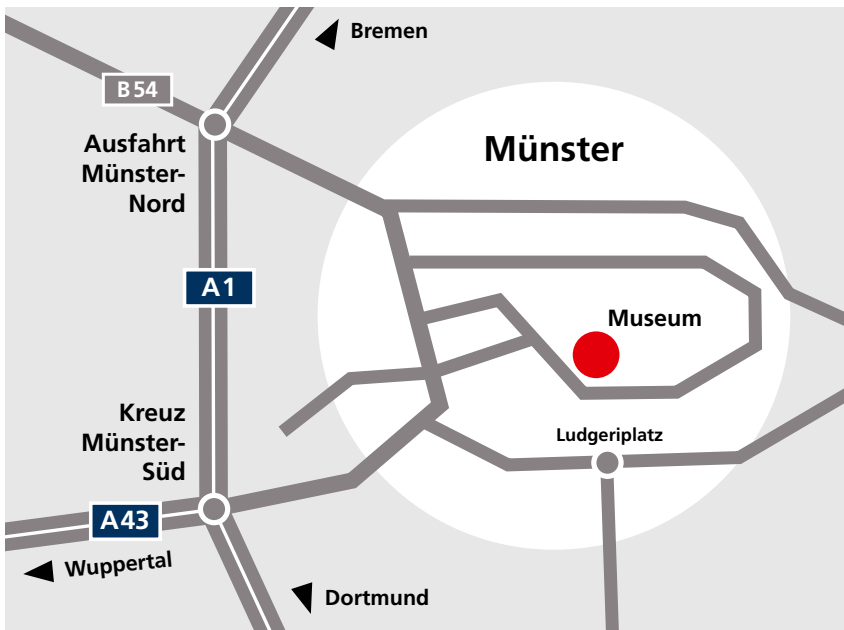 Bremen
B 54
Ausfahrt
Münster-
Nord
Münster
A 1
Museum
Kreuz
Münster-
Süd
Ludgeriplatz
A 43
Wuppertal
Dortmund